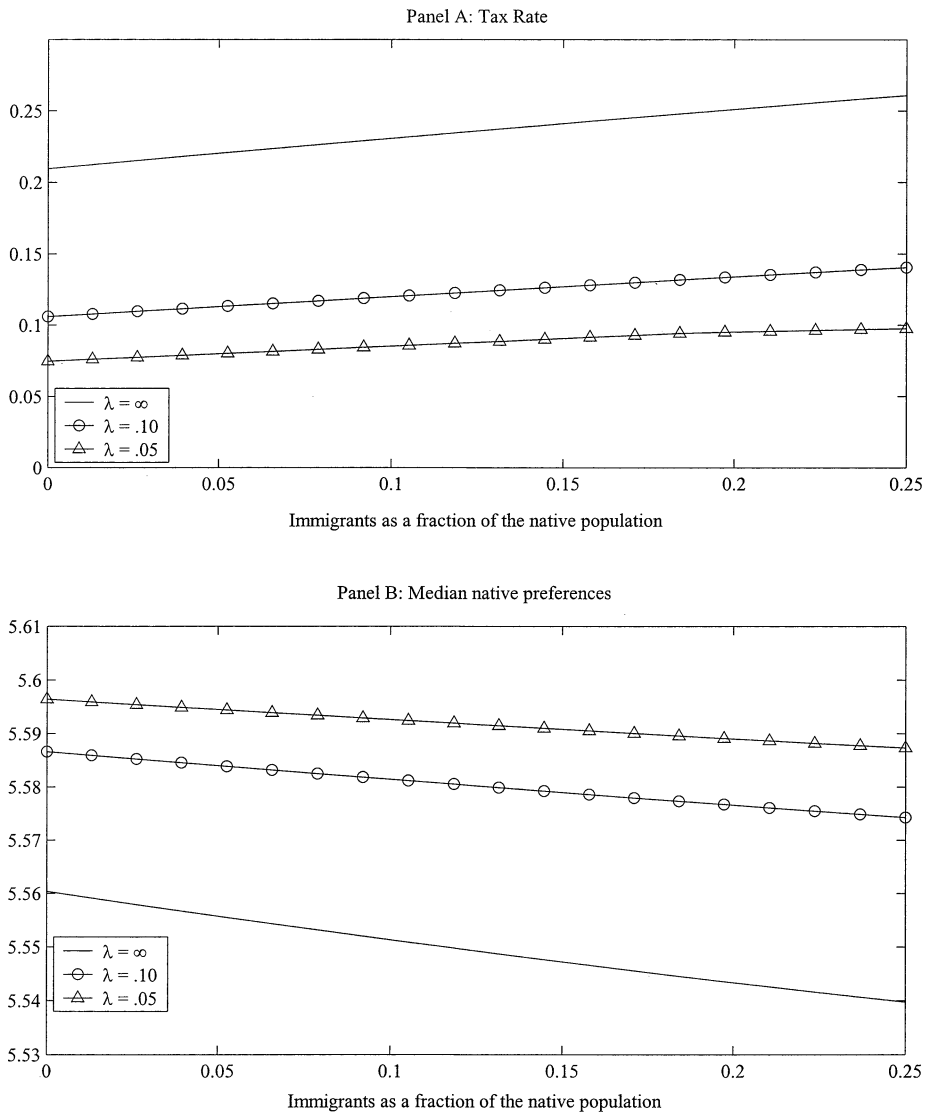 Panel A: Tax Rate
0.25
0.2
0.15
0.1
0.05
0
λ = ∞
λ = .10
λ = .05
0 0.05 0.1 0.15 0.2 0.25
Immigrants as a fraction of the native population
Panel B: Median native preferences
5.61
5.6
5.59
5.58
5.57
5.56
5.55
5.54
5.53
λ = ∞
λ = .10
λ = .05
0 0.05 0.1 0.15 0.2 0.25
Immigrants as a fraction of the native population